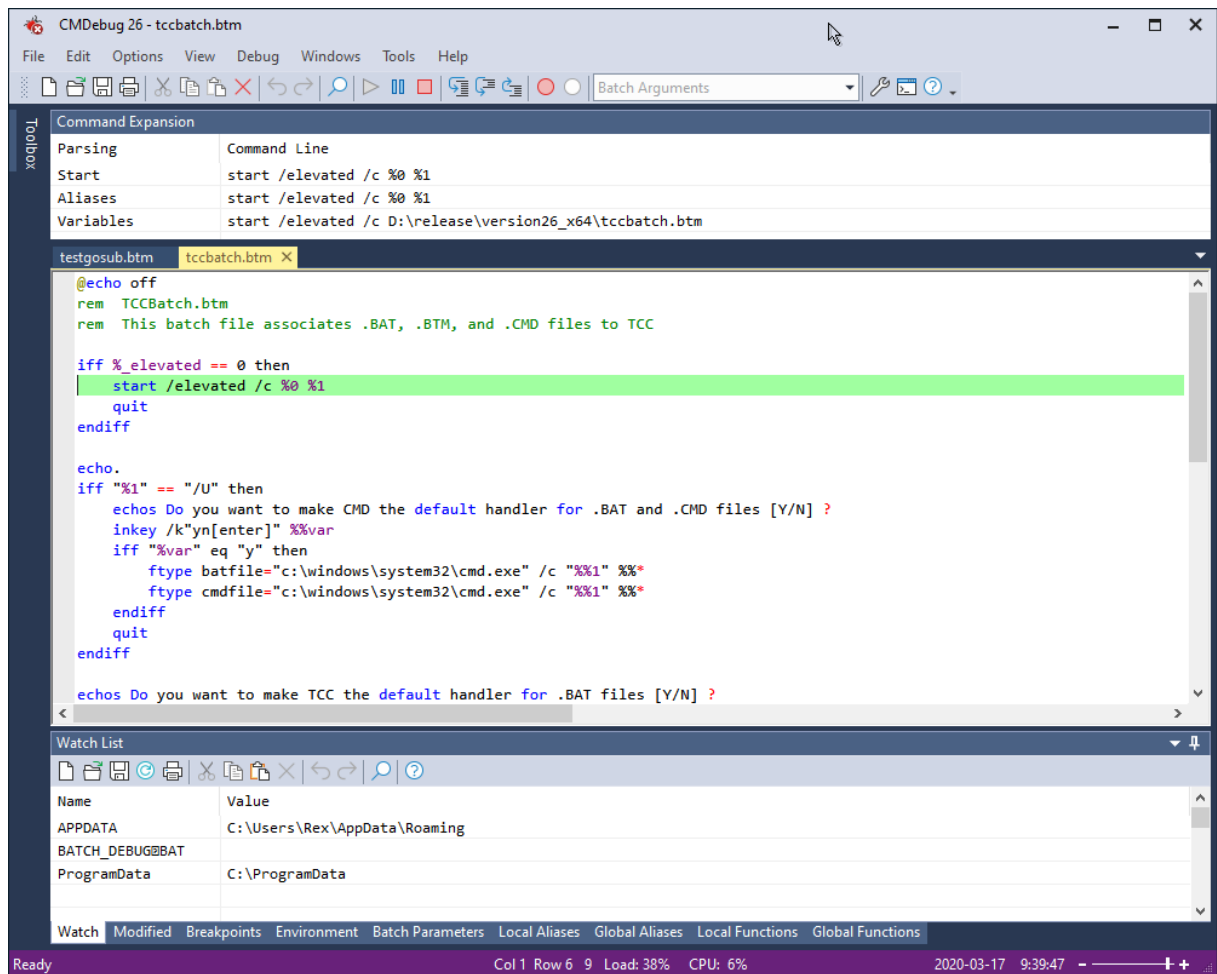 CMDebug 26 - tccbatch.btm
File Edit Options View Debug Windows Tools Help
Batch Arguments
Toolbox
Command Expansion
Parsing Command Line
Start start /elevated /c %0 %1
Aliases start /elevated /c %0 %1
Variables start /elevated /c D:\release\version26_x64\tccbatch.btm
testgosub.btm tccbatch.btm
@echo off
rem  TCCBatch.btm
rem  This batch file associates .BAT, .BTM, and .CMD files to TCC
iff %_elevated == 0 then
    start /elevated /c %0 %1
    quit
endiff
echo.
iff "%1" == "/U" then
    echos Do you want to make CMD the default handler for .BAT and .CMD files [Y/N] ?
    inkey /k"yn[enter]" %%var
    iff "%var" eq "y" then
        ftype batfile="c:\windows\system32\cmd.exe" /c "%%1" %%*
        ftype cmdfile="c:\windows\system32\cmd.exe" /c "%%1" %%*
    endiff
    quit
endiff
echos Do you want to make TCC the default handler for .BAT files [Y/N] ?
Watch List
Name Value
APPDATA C:\Users\Rex\AppData\Roaming
BATCH_DEBUG BAT
ProgramData C:\ProgramData
Watch Modified Breakpoints Environment Batch Parameters Local Aliases Global Aliases Local Functions Global Functions
Ready Col 1 Row 6 9 Load: 38% CPU: 6% 2020-03-17 9:39:47